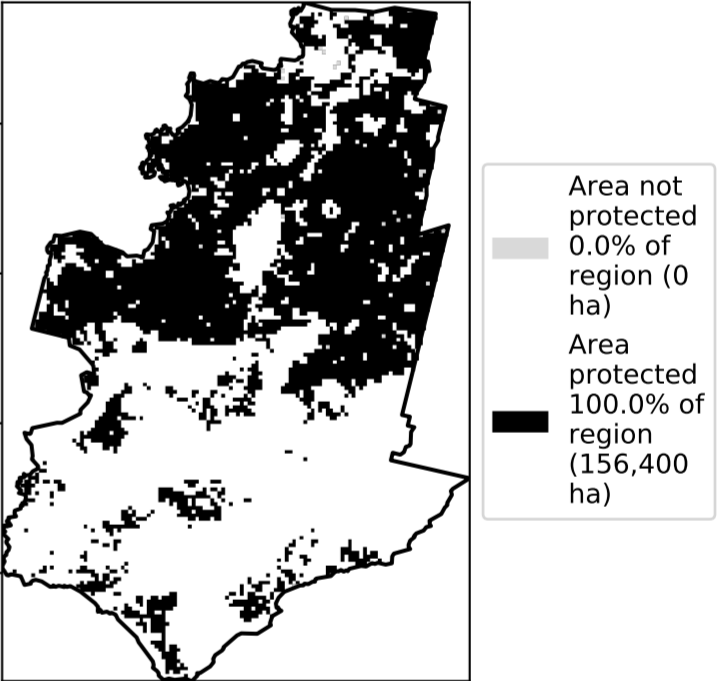 Area not
protected
0.0% of
region (0
ha)
Area
protected
100.0% of
region
(156,400
ha)